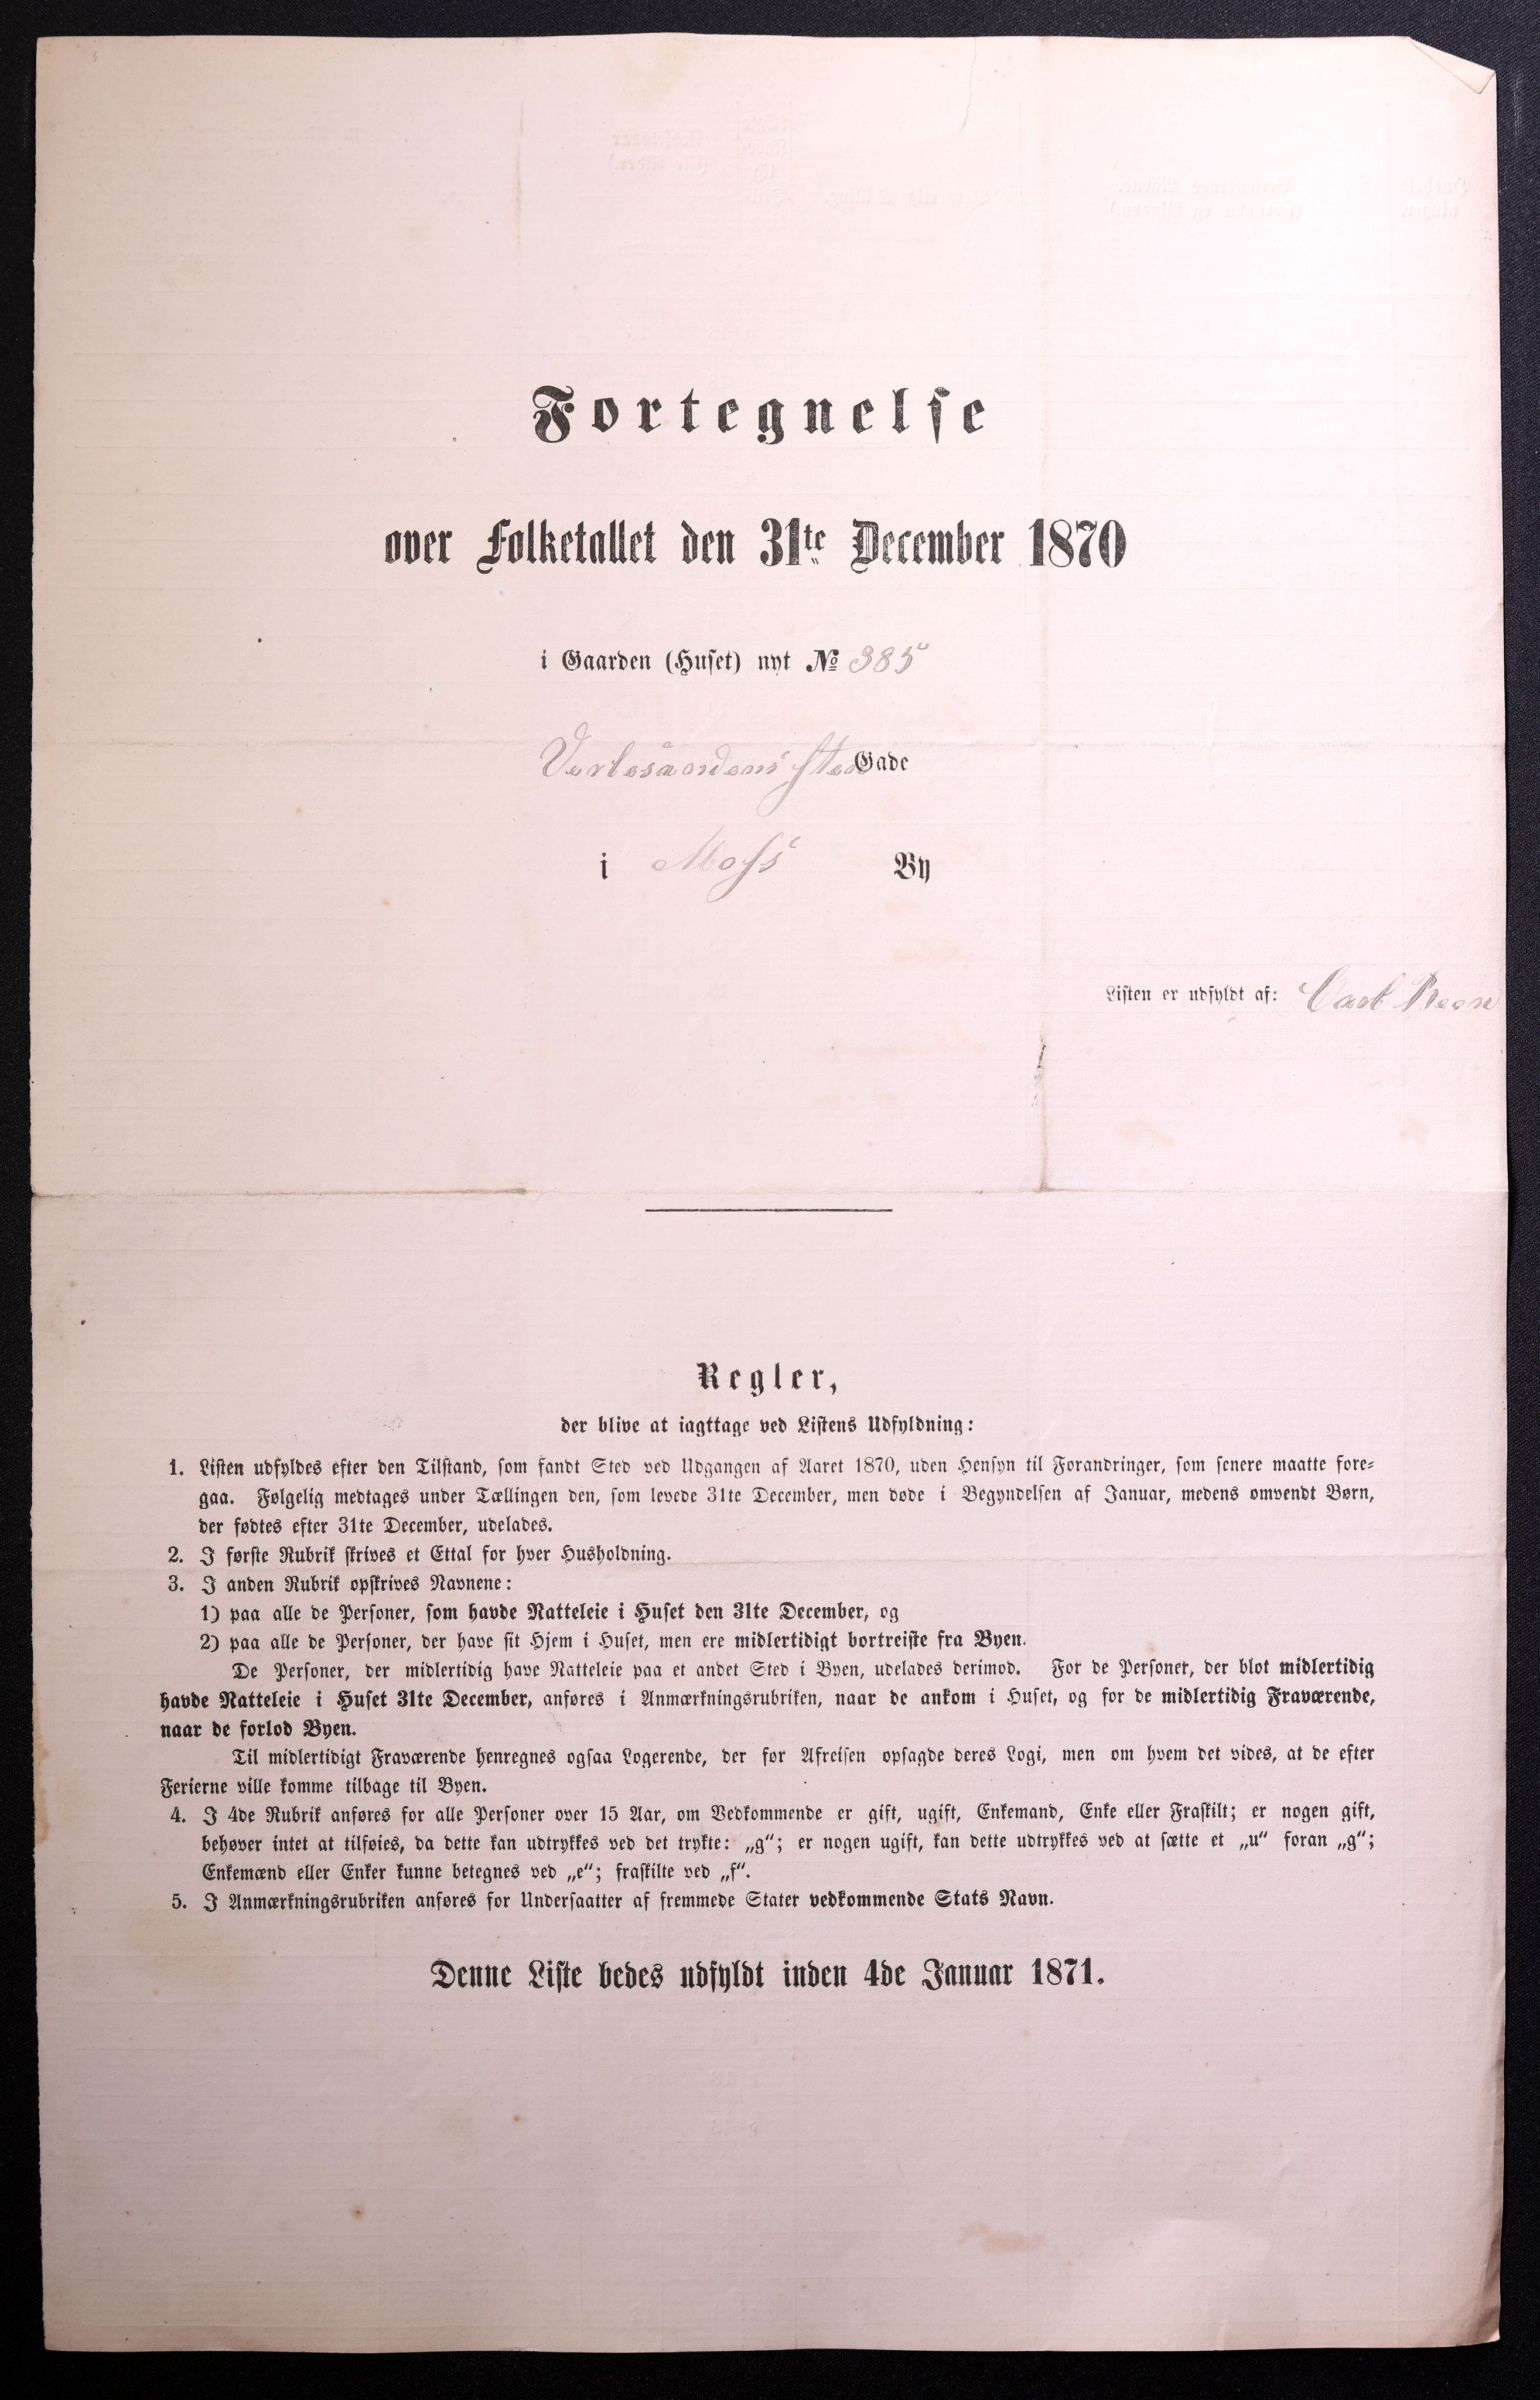 Fortegnelse
over Folketallet den 31te December 1870
i Gaarden (Huset) nyt № 385
Gade
i Moss By
Listen er udfyldt af: Carl
Regler,
der blive at iagttage ved Listens Udfyldning:
1. Listen udfyldes efter den Tilstand, som fandt Sted ved Udgangen af Aaret 1870, uden Hensyn til Forandringer, som senere maatte fore-
gaa. Følgelig medtages under Tællingen den, som levede 31te December, men døde i Begyndelsen af Januar, medens omvendt Børn,
der fødtes efter 31te December, udelades.
2. I første Rubrik skrives et Ettal for hver Husholdning.
3. I anden Rubrik opskrives Navnene:
1) paa alle de Personer, som havde Natteleie i Huset den 31te December, og
2) paa alle de Personer, der have sit Hjem i Huset, men ere midlertidigt bortreiste fra Byen.
De Personer, der midlertidig have Natteleie paa et andet Sted i Byen, udelades derimod. For de Personer, der blot midlertidig
havde Natteleie i Huset 31te December, anføres i Anmærkningsrubriken, naar de ankom i Huset, og for de midlertidig Fraværende,
naar de forlod Byen.
Til midlertidigt Fraværende henregnes ogsaa Logerende, der før Afreisen opsagde deres Logi, men om hvem det vides, at de efter
Ferierne ville komme tilbage til Byen.
4. I 4de Rubrik anføres for alle Personer over 15 Aar, om Vedkommende er gift, ugift, Enkemand, Enke eller Fraskilt; er nogen gift,
behøver intet at tilføies, da dette kan udtrykkes ved det trykte: „g“; er nogen ugift, kan dette udtrykkes ved at sætte et „u“ foran „g“;
Enkemænd eller Enker kunne betegnes ved „e“; fraskilte ved „f“.
5. I Anmærkningsrubriken anføres for Undersaatter af fremmede Stater vedkommende Stats Navn.
Denne Liste bedes udfyldt inden 4de Januar 1871.